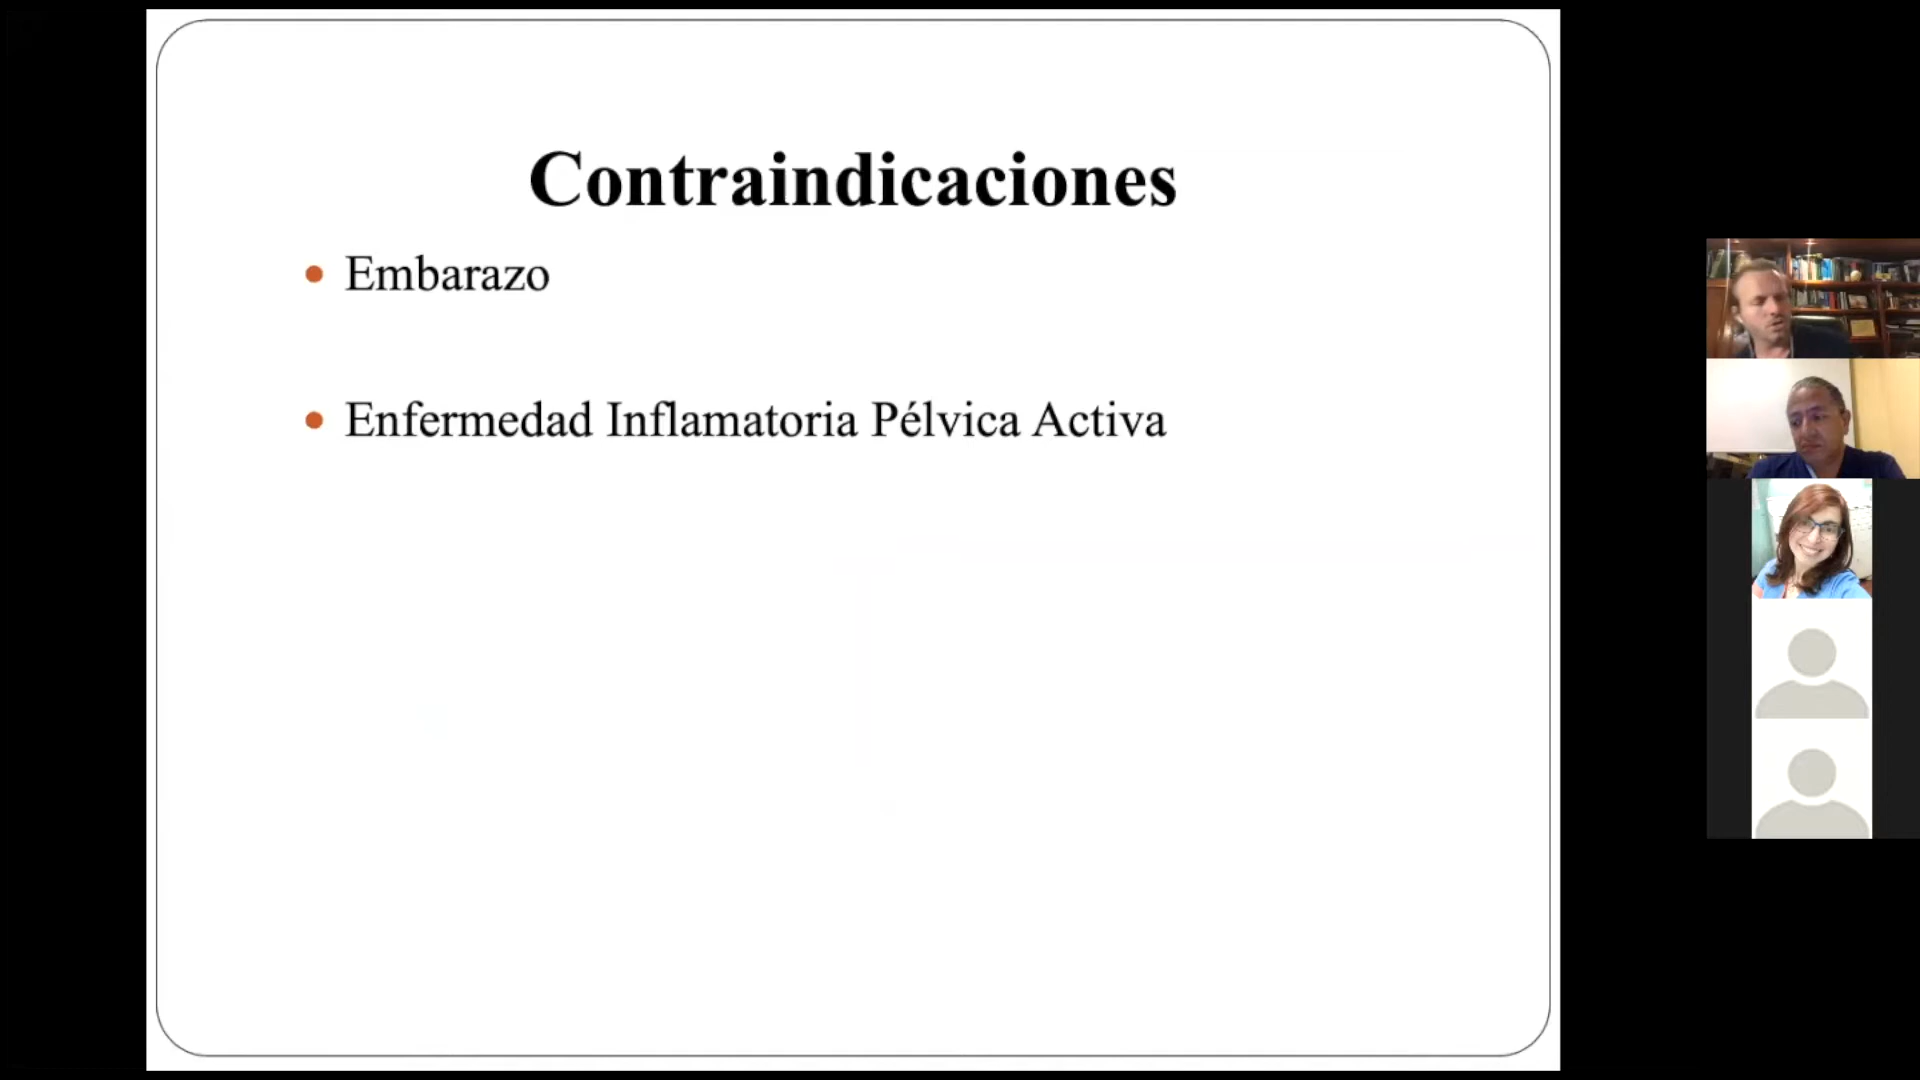 Contraindicaciones
Embarazo
Enfermedad Inflamatoria Pélvica Activa